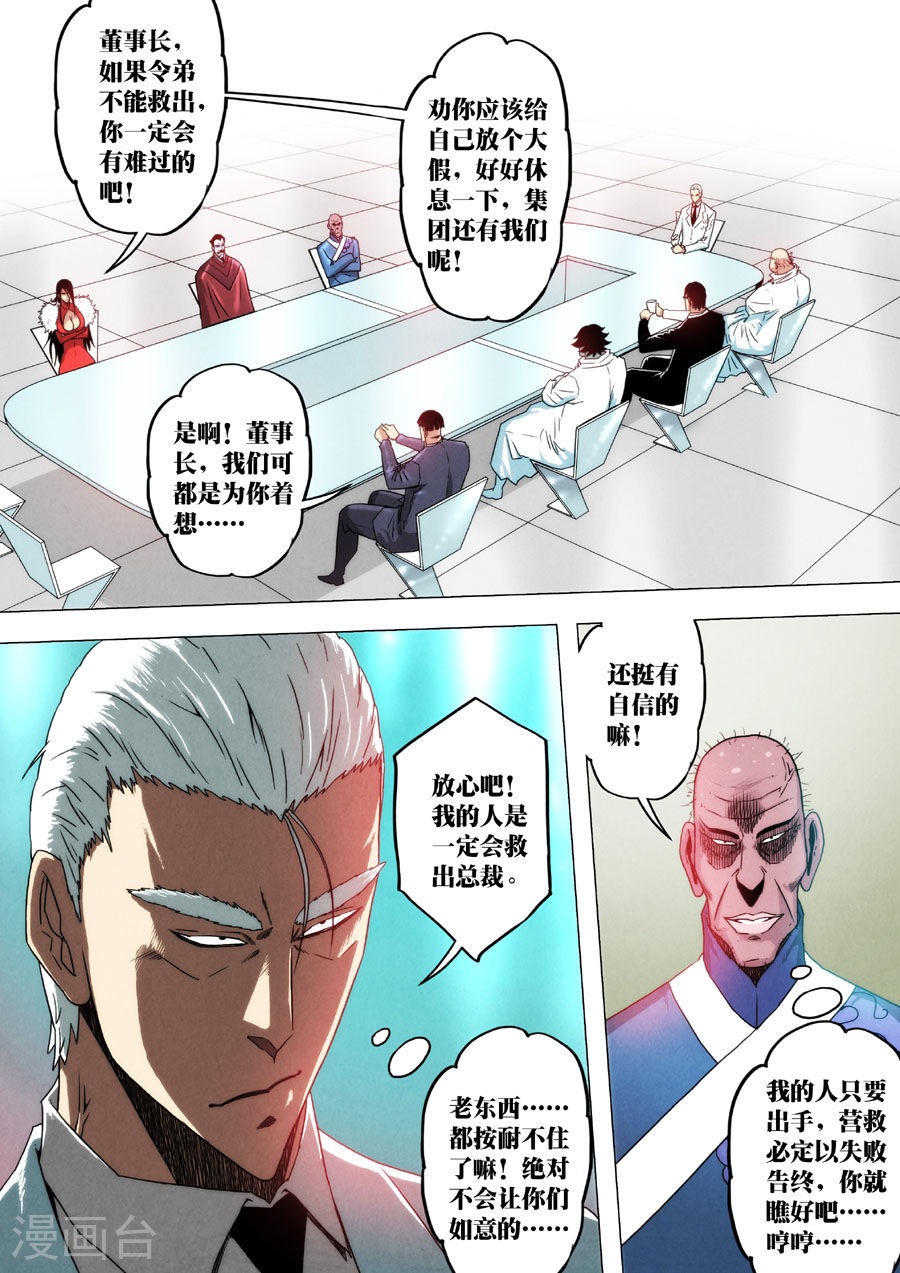 董事长，
如果令弟
不能救出，
你一定会
有难过的
吧！
劝你应该给
自己放个大
假，好好休
息一下，集
团还有我们
呢！
是啊！董事
长，我们可
都是为你着
想……
放心吧！
我的人是
一定会救
出总裁。
老东西……
都按耐不住
了嘛！绝对
不会让你们
如意的……
还挺有
自信的
嘛！
我的人只要
出手，营救
必定以失败
告终，你就
瞧好吧……
哼哼……
漫画台